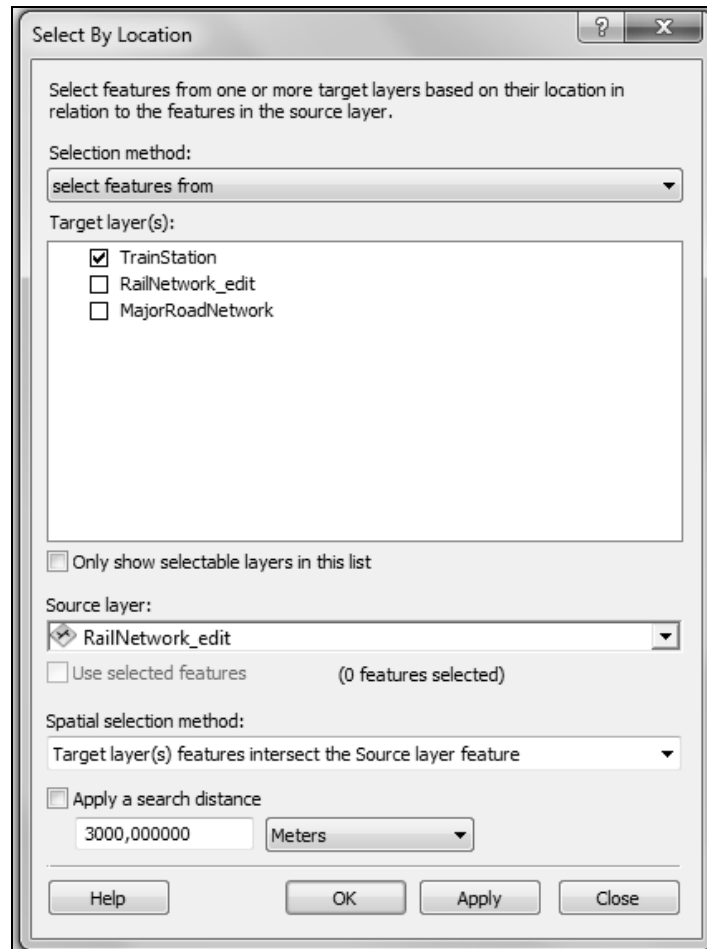 Select By Location
? X
Select features from one or more target layers based on their location in
relation to the features in the source layer.
Selection method:
select features from
Target layer(s):
TrainStation
RailNetwork_edit
MajorRoadNetwork
Only show selectable layers in this list
Source layer:
RailNetwork_edit
Use selected features (0 features selected)
Spatial selection method:
Target layer(s) features intersect the Source layer feature
Apply a search distance
3000,000000 Meters
Help OK Apply Close